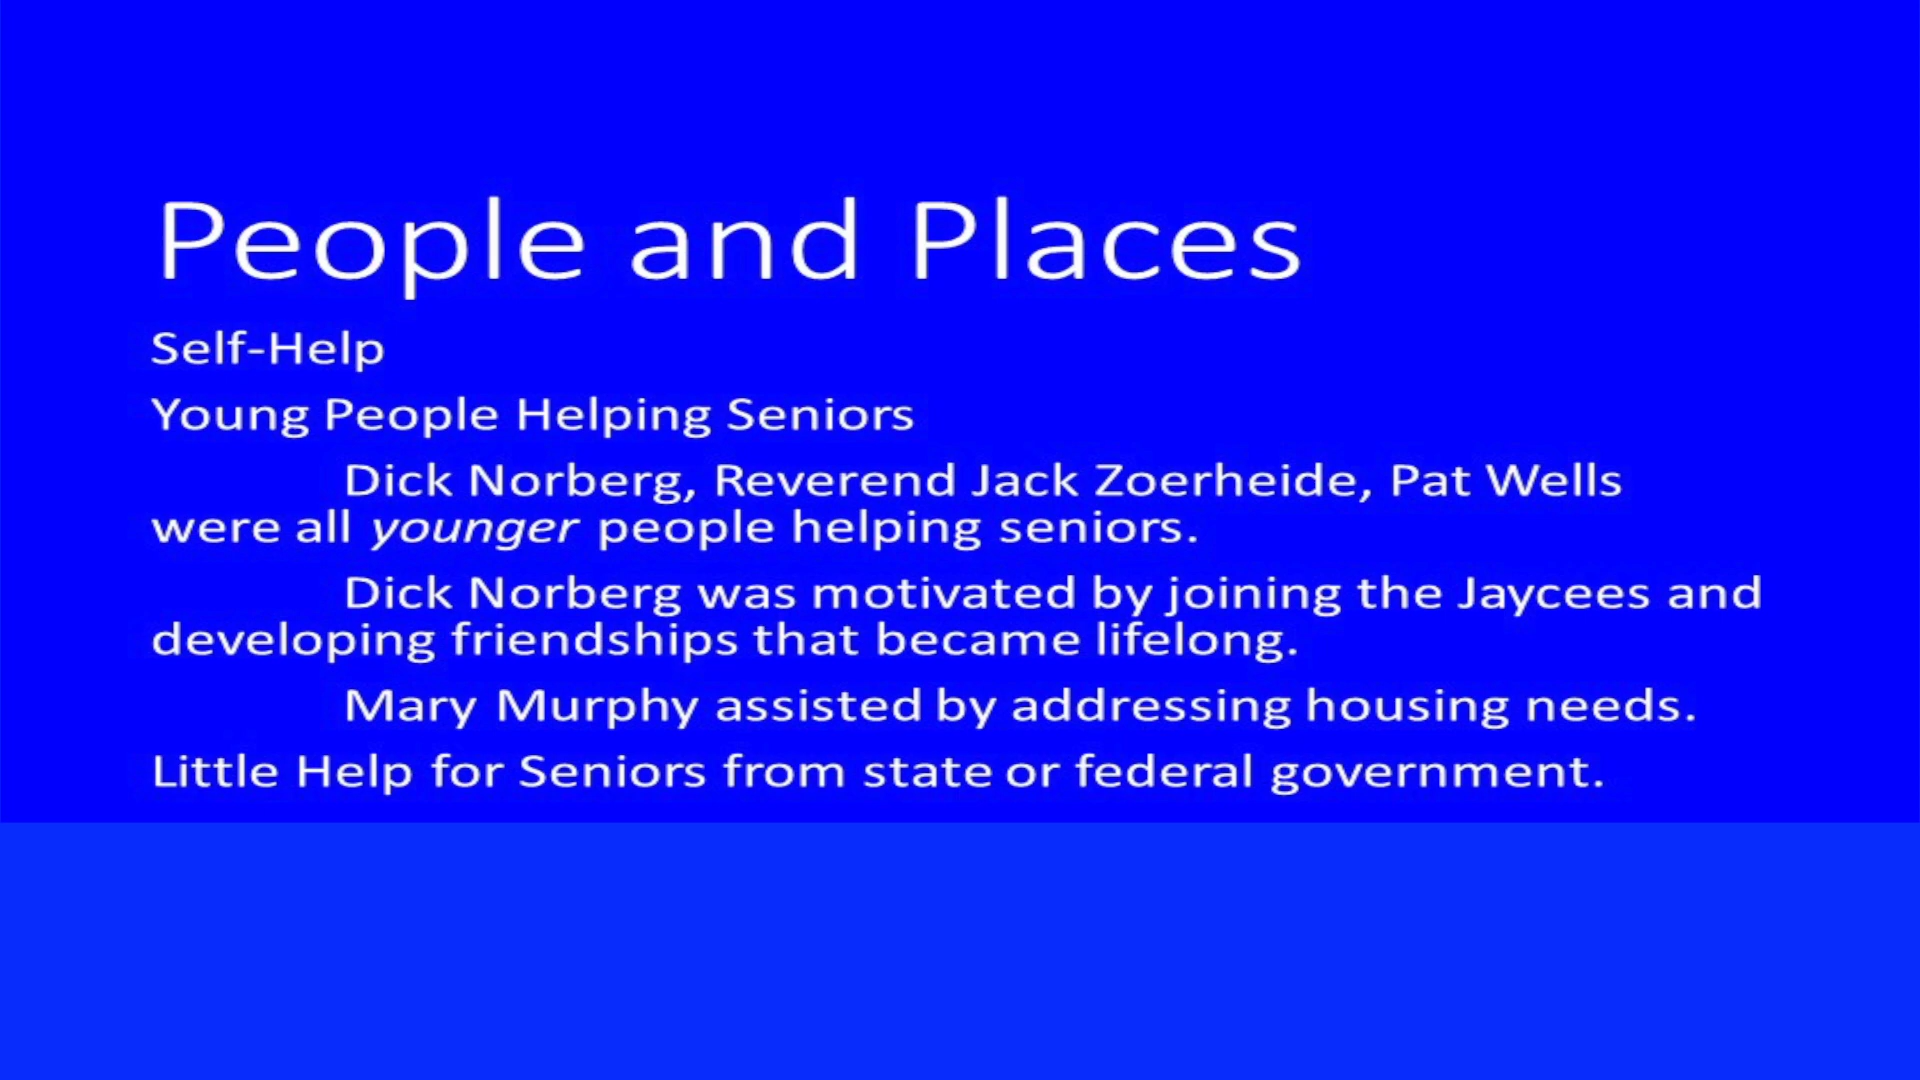 People and Places
Self-Help
Young People Helping Seniors
Dick Norberg, Reverend Jack Zoerheide, Pat Wells
were all younger people helping seniors.
Dick Norberg was motivated by joining the Jaycees and
developing friendships that became lifelong.
Mary Murphy assisted by addressing housing needs.
Little Help for Seniors from state or federal government.